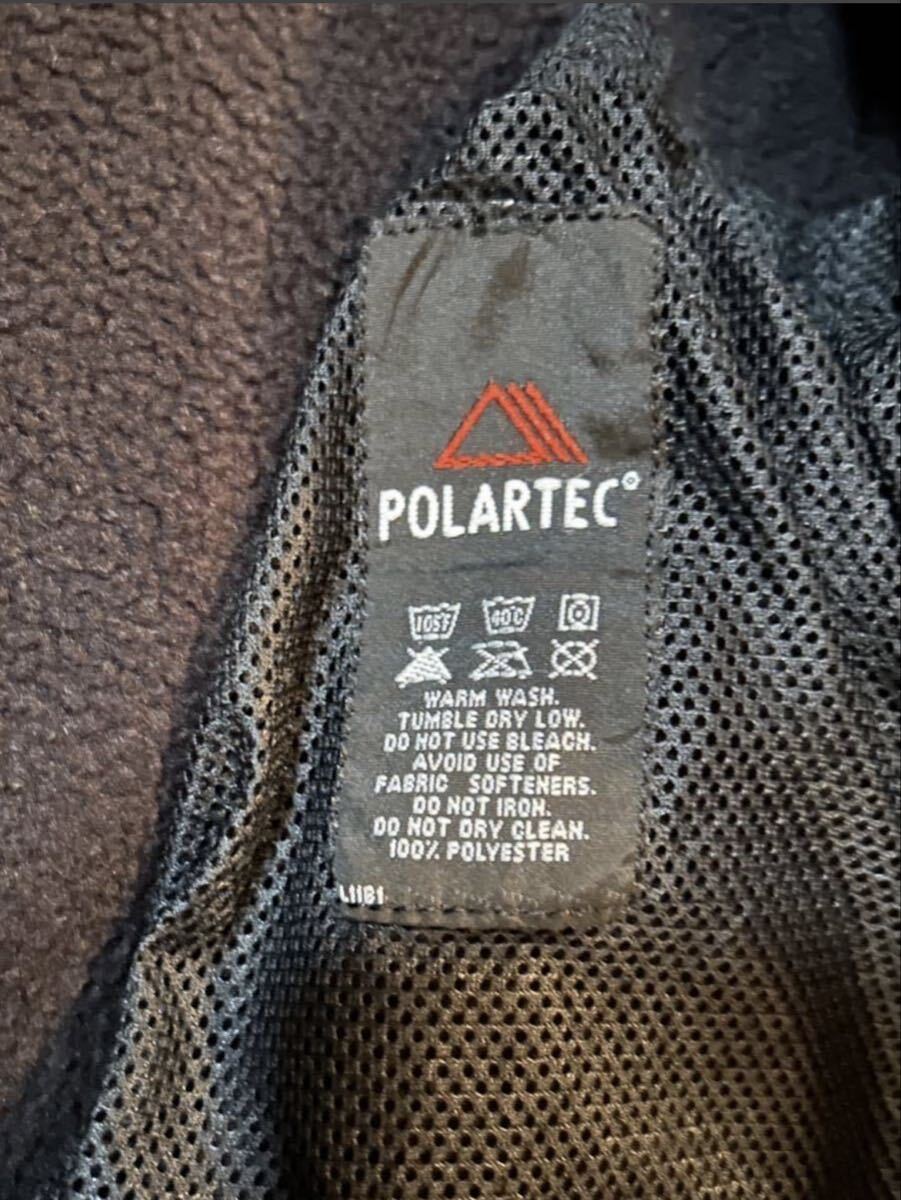 POLARTEC®
105F 40C
WARM WASH.
TUMBLE DRY LOW.
DO NOT USE BLEACH.
AVOID USE OF
FABRIC SOFTENERS.
DO NOT IRON.
DO NOT DRY CLEAN.
100% POLYESTER
L11B1